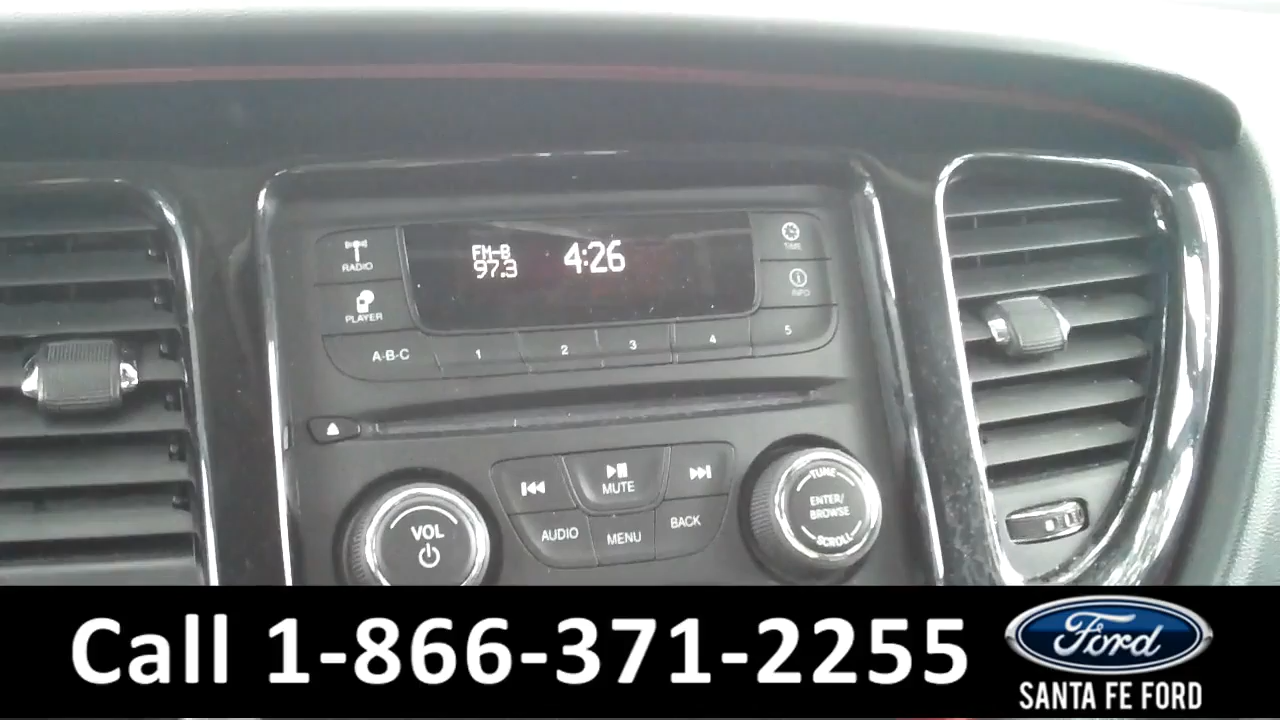 FM-B
97.3
4:26
RADIO
PLAYER
TIME
INFO
A-B-C 1 2 3 4 5
MUTE
AUDIO MENU BACK
VOL
TUNE
ENTER/
BROWSE
SCROLL
Call 1-866-371-2255
Ford
SANTA FE FORD